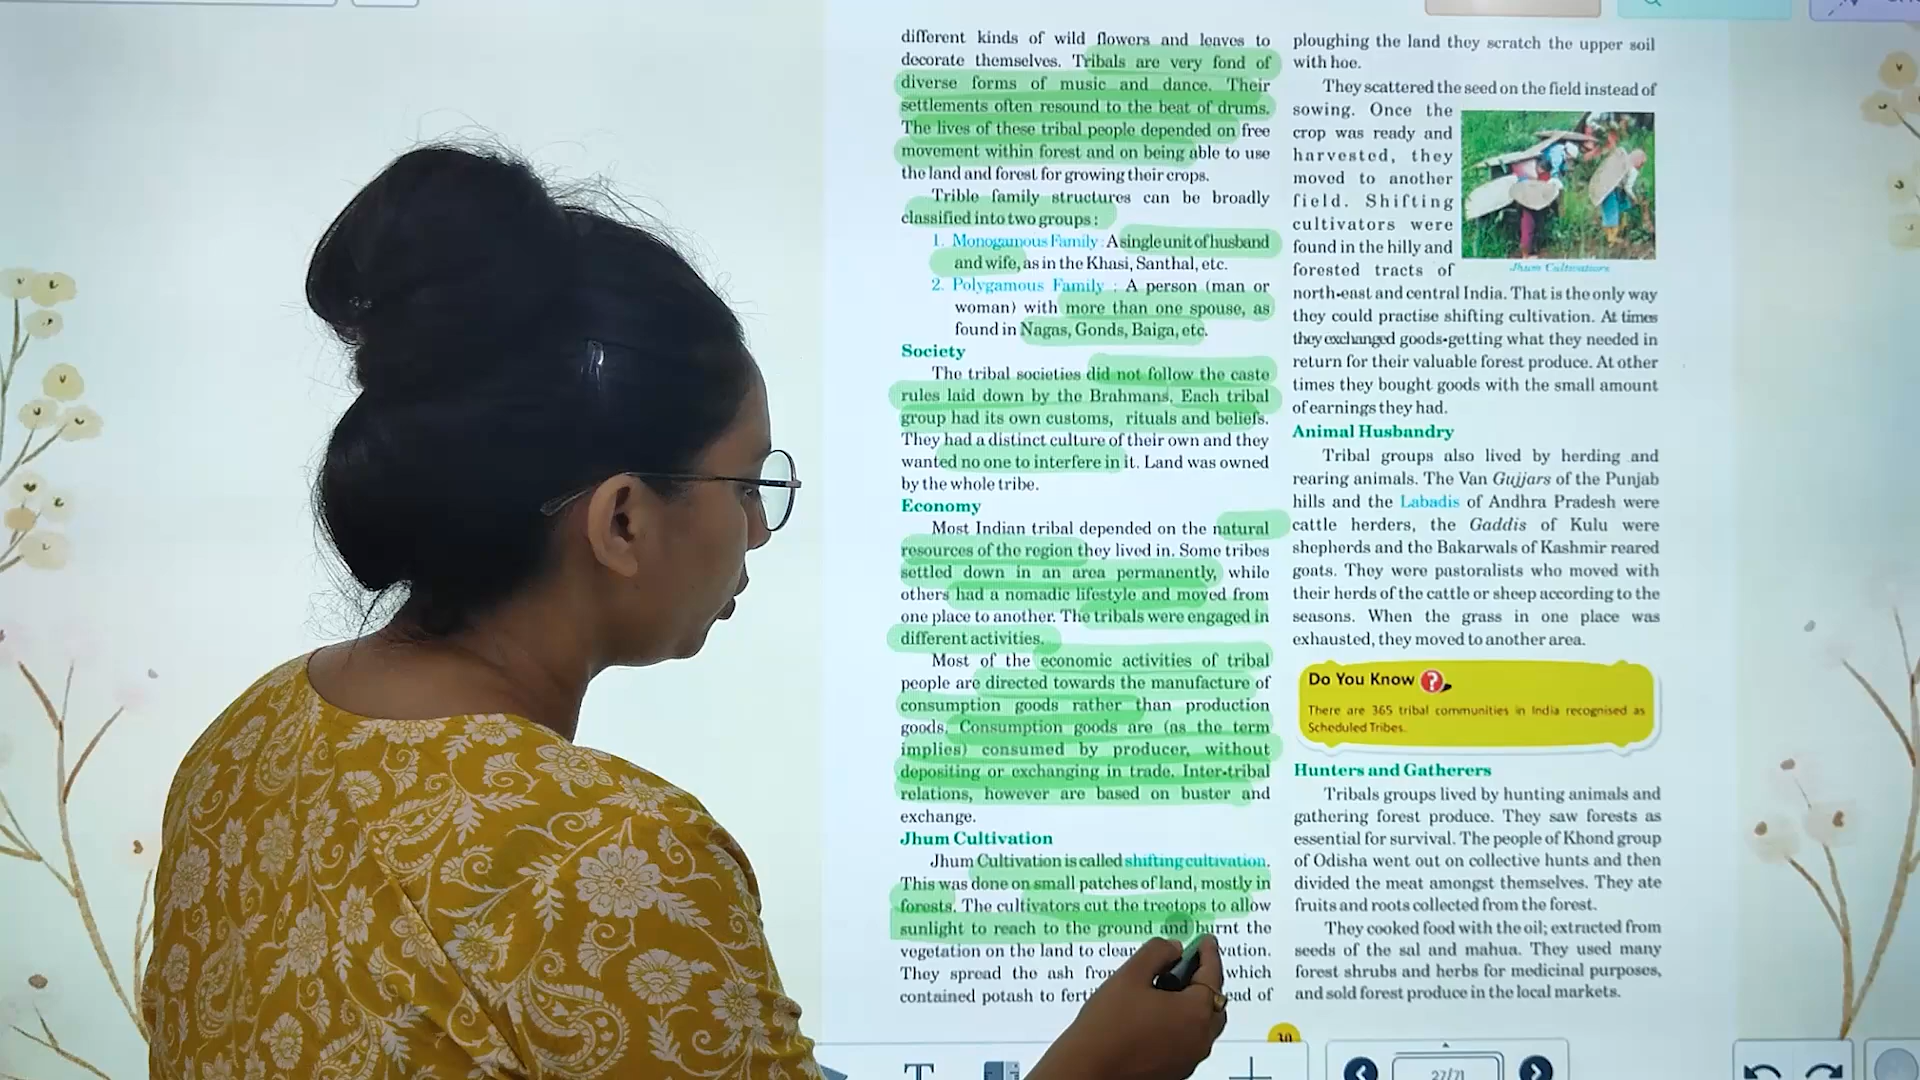 different kinds of wild flowers and leaves to
decorate themselves. Tribals are very fond of
diverse forms of music and dance. Their
settlements often resound to the beat of drums.
The lives of these tribal people depended on free
movement within forest and on being able to use
the land and forest for growing their crops.
Trible family structures can be broadly
classified into two groups :
1. Monogamous Family : A single unit of husband
and wife, as in the Khasi, Santhal, etc.
2. Polygamous Family : A person (man or
woman) with more than one spouse, as
found in Nagas, Gonds, Baiga, etc.
Society
The tribal societies did not follow the caste
rules laid down by the Brahmans. Each tribal
group had its own customs, rituals and beliefs.
They had a distinct culture of their own and they
wanted no one to interfere in it. Land was owned
by the whole tribe.
Economy
Most Indian tribal depended on the natural
resources of the region they lived in. Some tribes
settled down in an area permanently, while
others had a nomadic lifestyle and moved from
one place to another. The tribals were engaged in
different activities.
Most of the economic activities of tribal
people are directed towards the manufacture of
consumption goods rather than production
goods. Consumption goods are (as the term
implies) consumed by producer, without
depositing or exchanging in trade. Inter-tribal
relations, however are based on buster and
exchange.
Jhum Cultivation
Jhum Cultivation is called shifting cultivation.
This was done on small patches of land, mostly in
forests. The cultivators cut the treetops to allow
sunlight to reach to the ground and burnt the
vegetation on the land to clear
They spread the ash which
contained potash to of
ploughing the land they scratch the upper soil
with hoe.
They scattered the seed on the field instead of
sowing. Once the
crop was ready and
harvested, they
moved to another
field. Shifting
cultivators were
found in the hilly and
forested tracts of
Jhum Cultivators
north-east and central India. That is the only way
they could practise shifting cultivation. At times
they exchanged goods-getting what they needed in
return for their valuable forest produce. At other
times they bought goods with the small amount
of earnings they had.
Animal Husbandry
Tribal groups also lived by herding and
rearing animals. The Van Gujjars of the Punjab
hills and the Labadis of Andhra Pradesh were
cattle herders, the Gaddis of Kulu were
shepherds and the Bakarwals of Kashmir reared
goats. They were pastoralists who moved with
their herds of the cattle or sheep according to the
seasons. When the grass in one place was
exhausted, they moved to another area.
Do You Know ?
There are 365 tribal communities in India recognised as
Scheduled Tribes.
Hunters and Gatherers
Tribals groups lived by hunting animals and
gathering forest produce. They saw forests as
essential for survival. The people of Khond group
of Odisha went out on collective hunts and then
divided the meat amongst themselves. They ate
fruits and roots collected from the forest.
They cooked food with the oil; extracted from
seeds of the sal and mahua. They used many
forest shrubs and herbs for medicinal purposes,
and sold forest produce in the local markets.
30
T
27/71